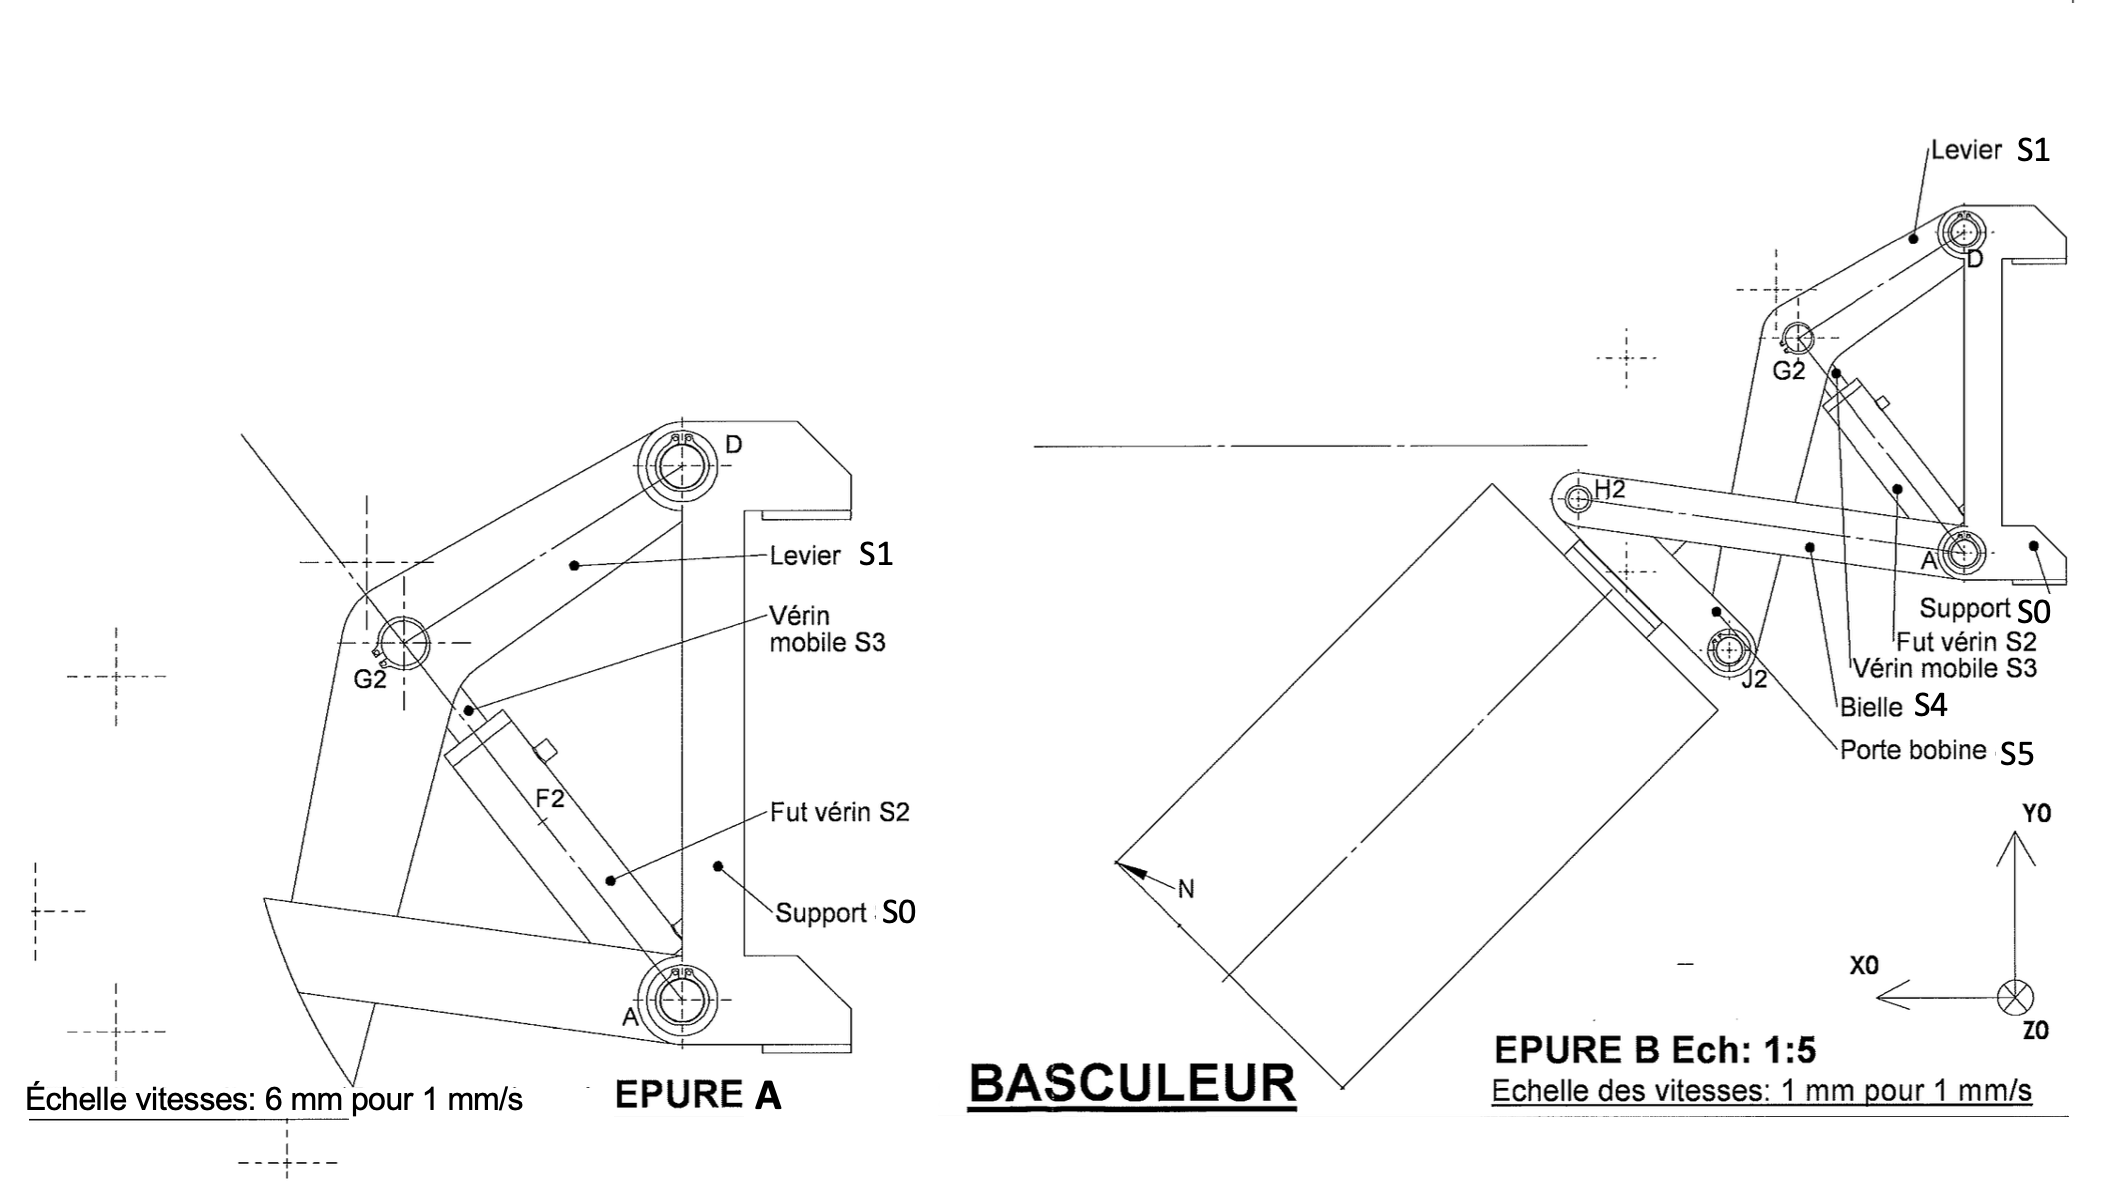 D
Levier S1
Vérin
mobile S3
G2
F2
Fut vérin S2
Support S0
A
Échelle vitesses: 6 mm pour 1 mm/s
EPURE A
Levier S1
D
G2
H2
A
Support S0
Fut vérin S2
Vérin mobile S3
J2
Bielle S4
Porte bobine S5
N
Y0
X0
Z0
BASCULEUR
EPURE B Ech: 1:5
Echelle des vitesses: 1 mm pour 1 mm/s